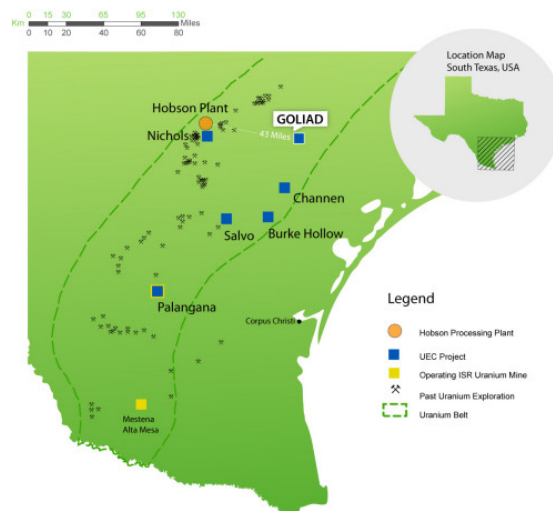 Km 0 15 30 65 95 130
0 10 20 40 60 80 Miles
Location Map
South Texas, USA
Hobson Plant
GOLIAD
Nichols
43 Miles
Channen
Salvo
Burke Hollow
Palangana
Corpus Christi
Mestena
Alta Mesa
Legend
Hobson Processing Plant
UEC Project
Operating ISR Uranium Mine
Past Uranium Exploration
Uranium Belt